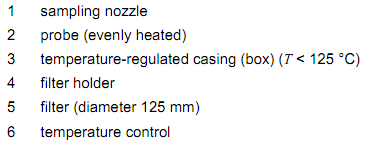 1 sampling nozzle
2 probe (evenly heated)
3 temperature-regulated casing (box) (T < 125 °C)
4 filter holder
5 filter (diameter 125 mm)
6 temperature control